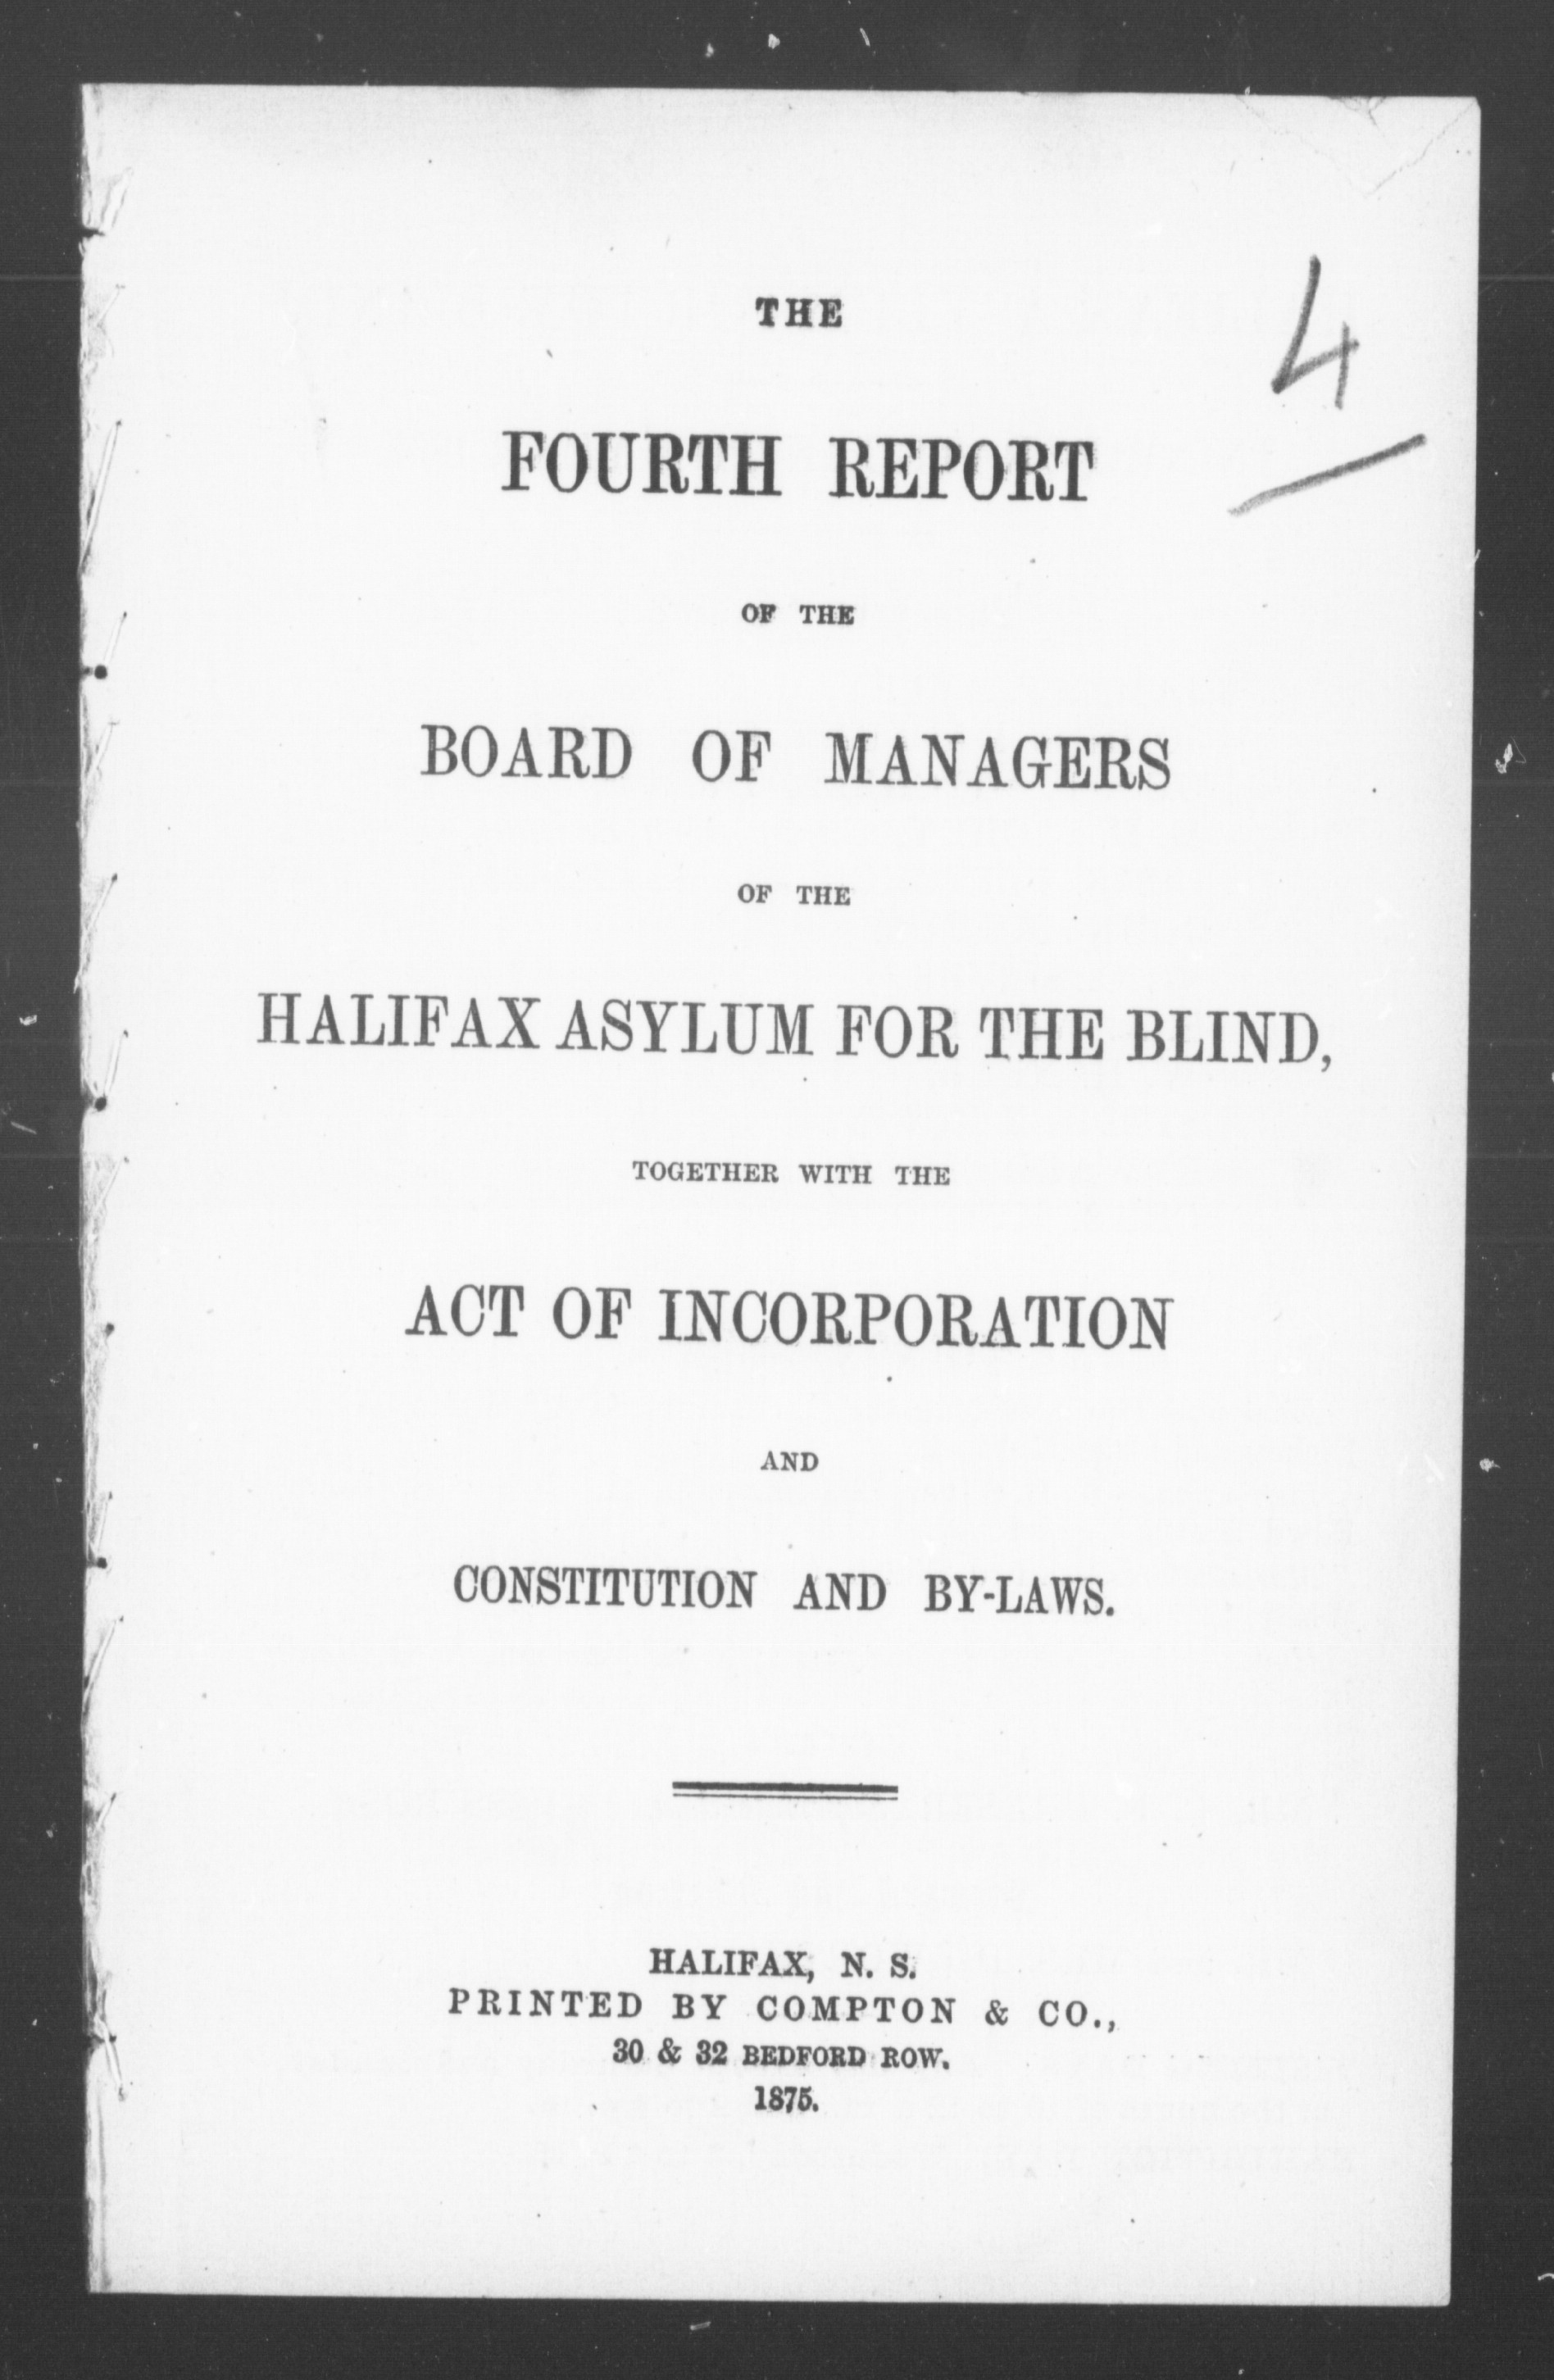 THE
4
FOURTH REPORT
OF THE
BOARD OF MANAGERS
OF THE
HALIFAX ASYLUM FOR THE BLIND,
TOGETHER WITH THE
ACT OF INCORPORATION
AND
CONSTITUTION AND BY-LAWS.
HALIFAX, N. S.
PRINTED BY COMPTON & CO.,
30 & 32 BEDFORD ROW.
1875.